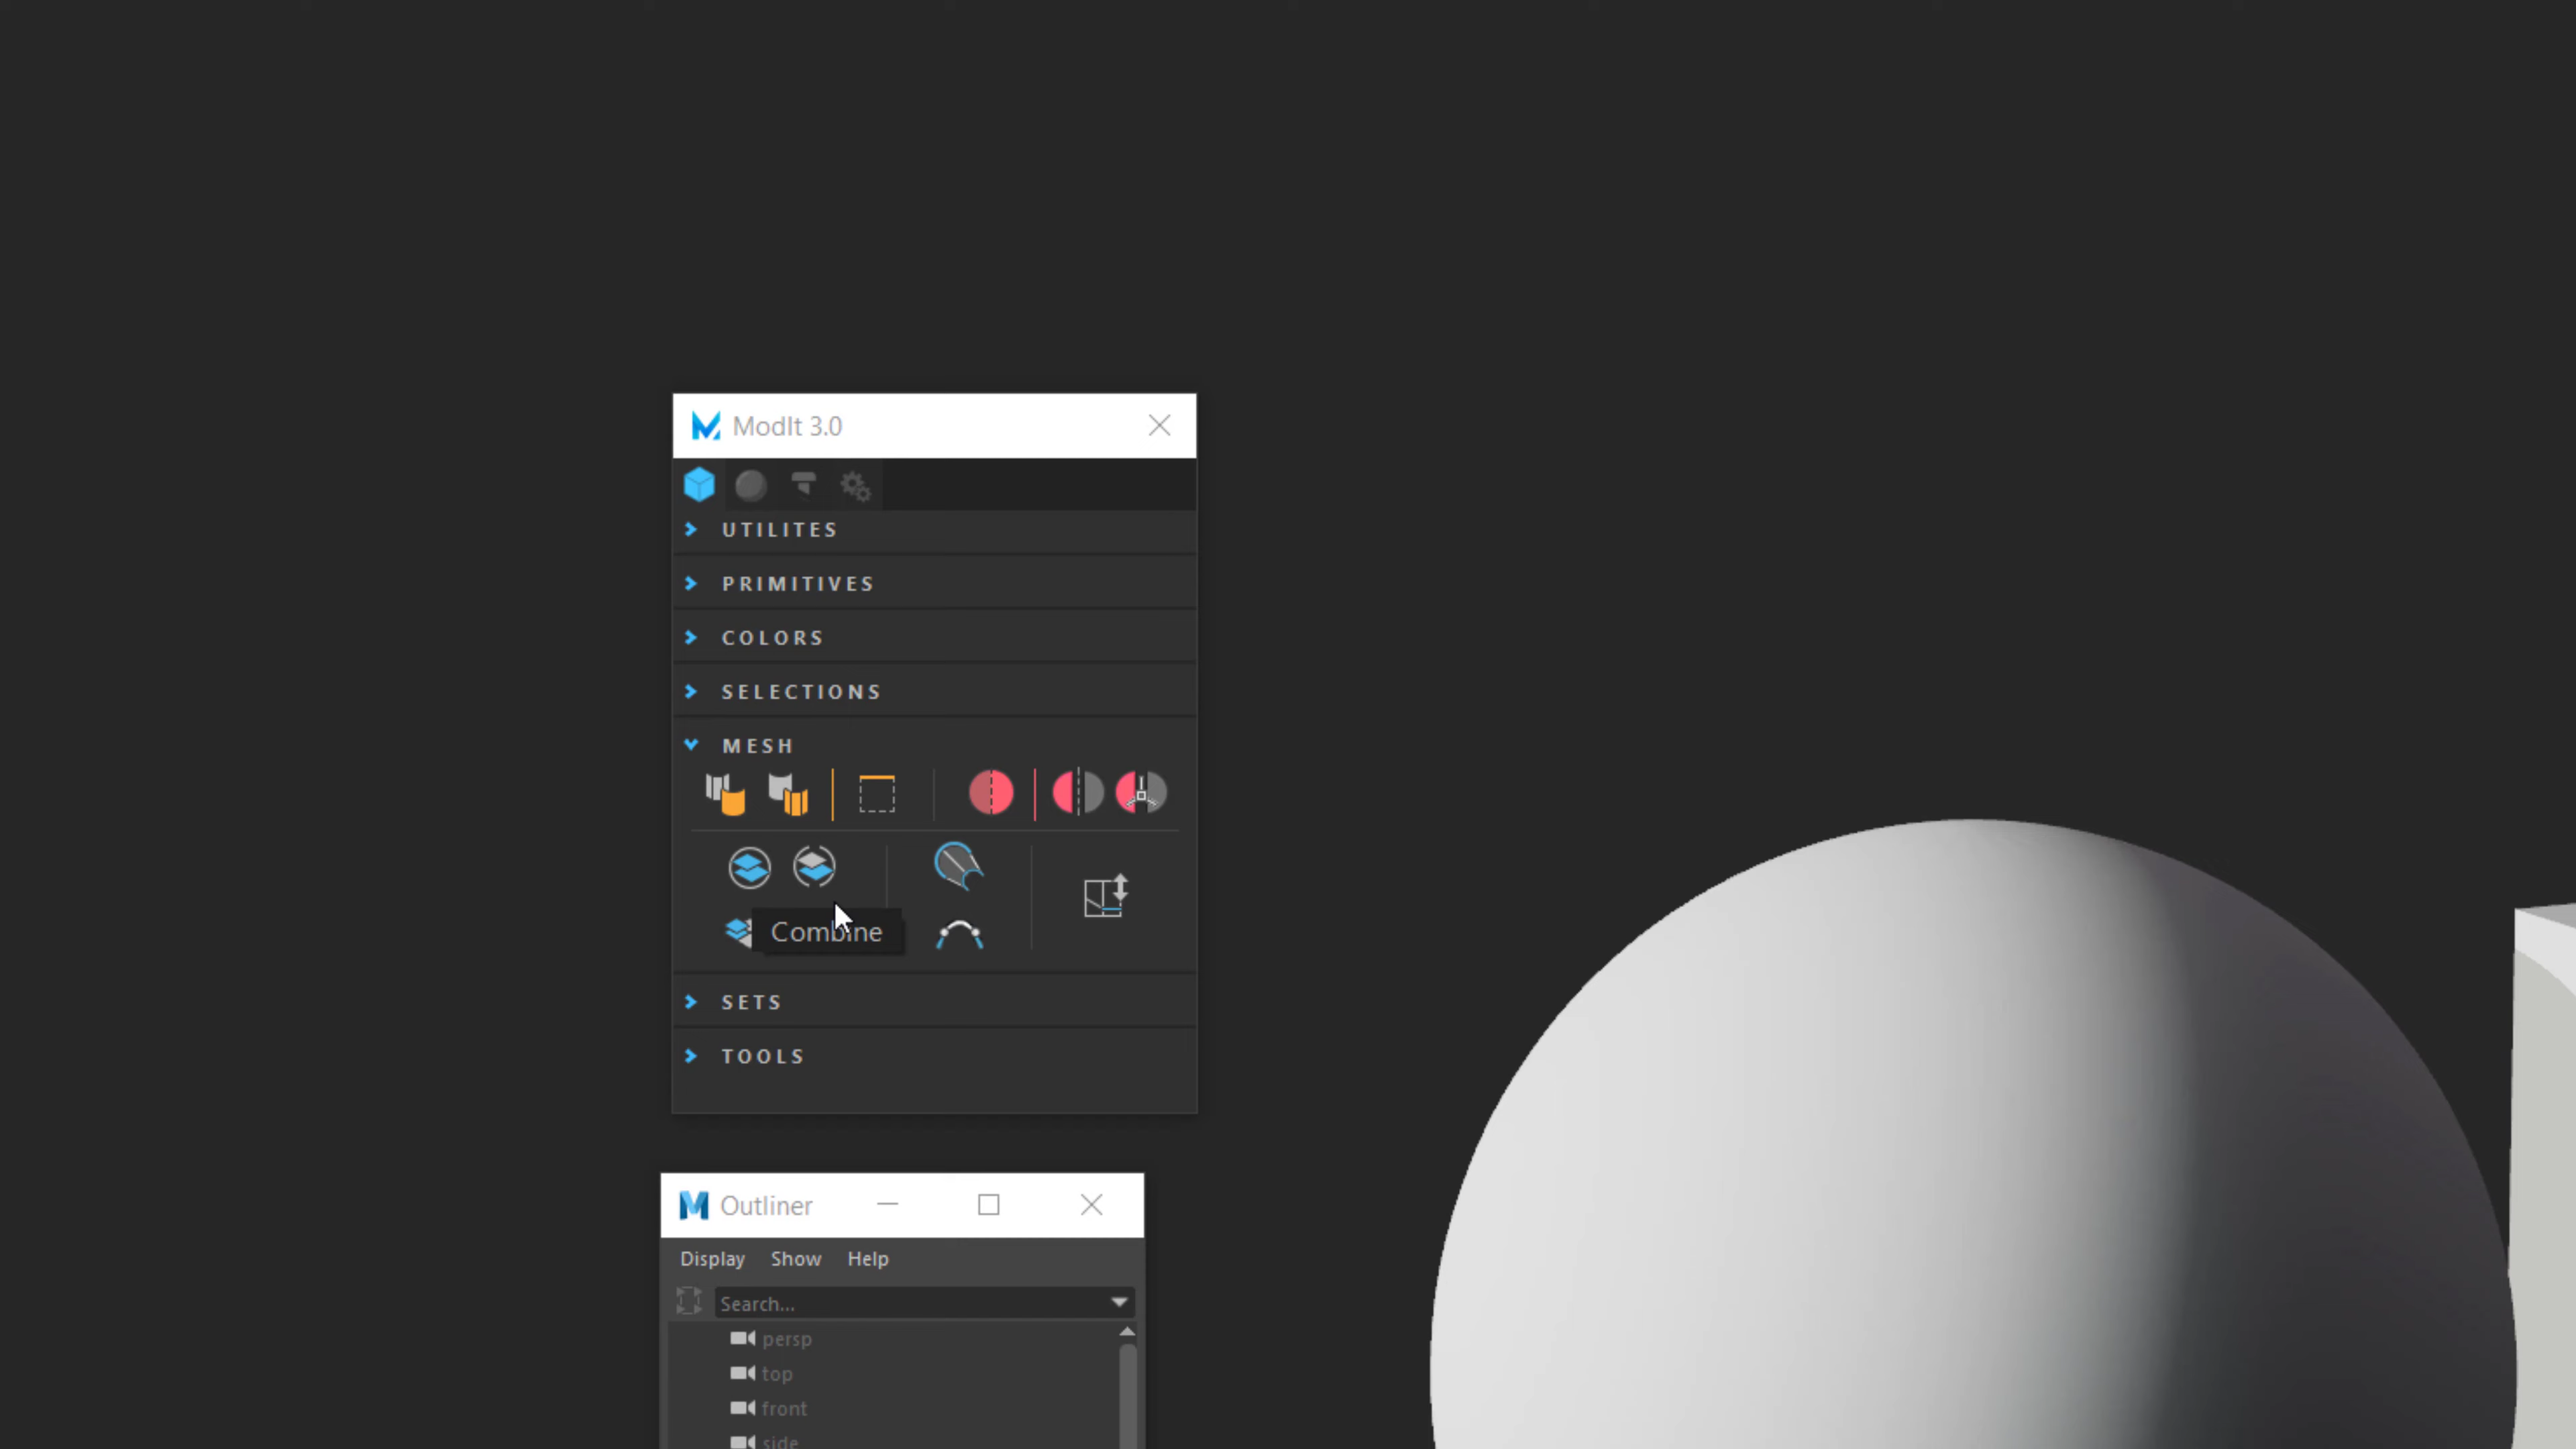 ModIt 3.0
UTILITES
PRIMITIVES
COLORS
SELECTIONS
MESH
Combine
SETS
TOOLS
Outliner
Display Show Help
Search...
persp
top
front
side